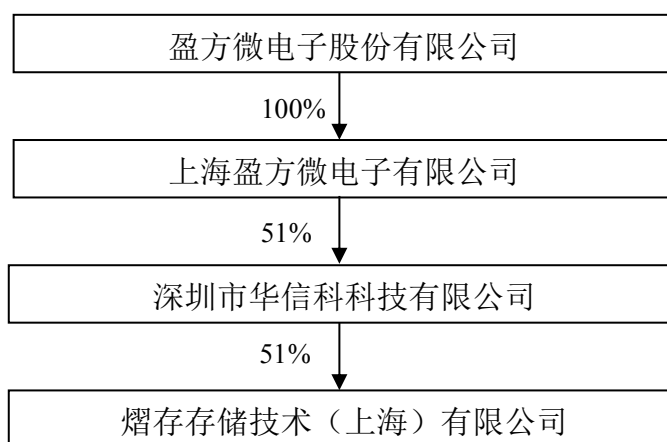 盈方微电子股份有限公司
100%
上海盈方微电子有限公司
51%
深圳市华信科科技有限公司
51%
熠存存储技术（上海）有限公司